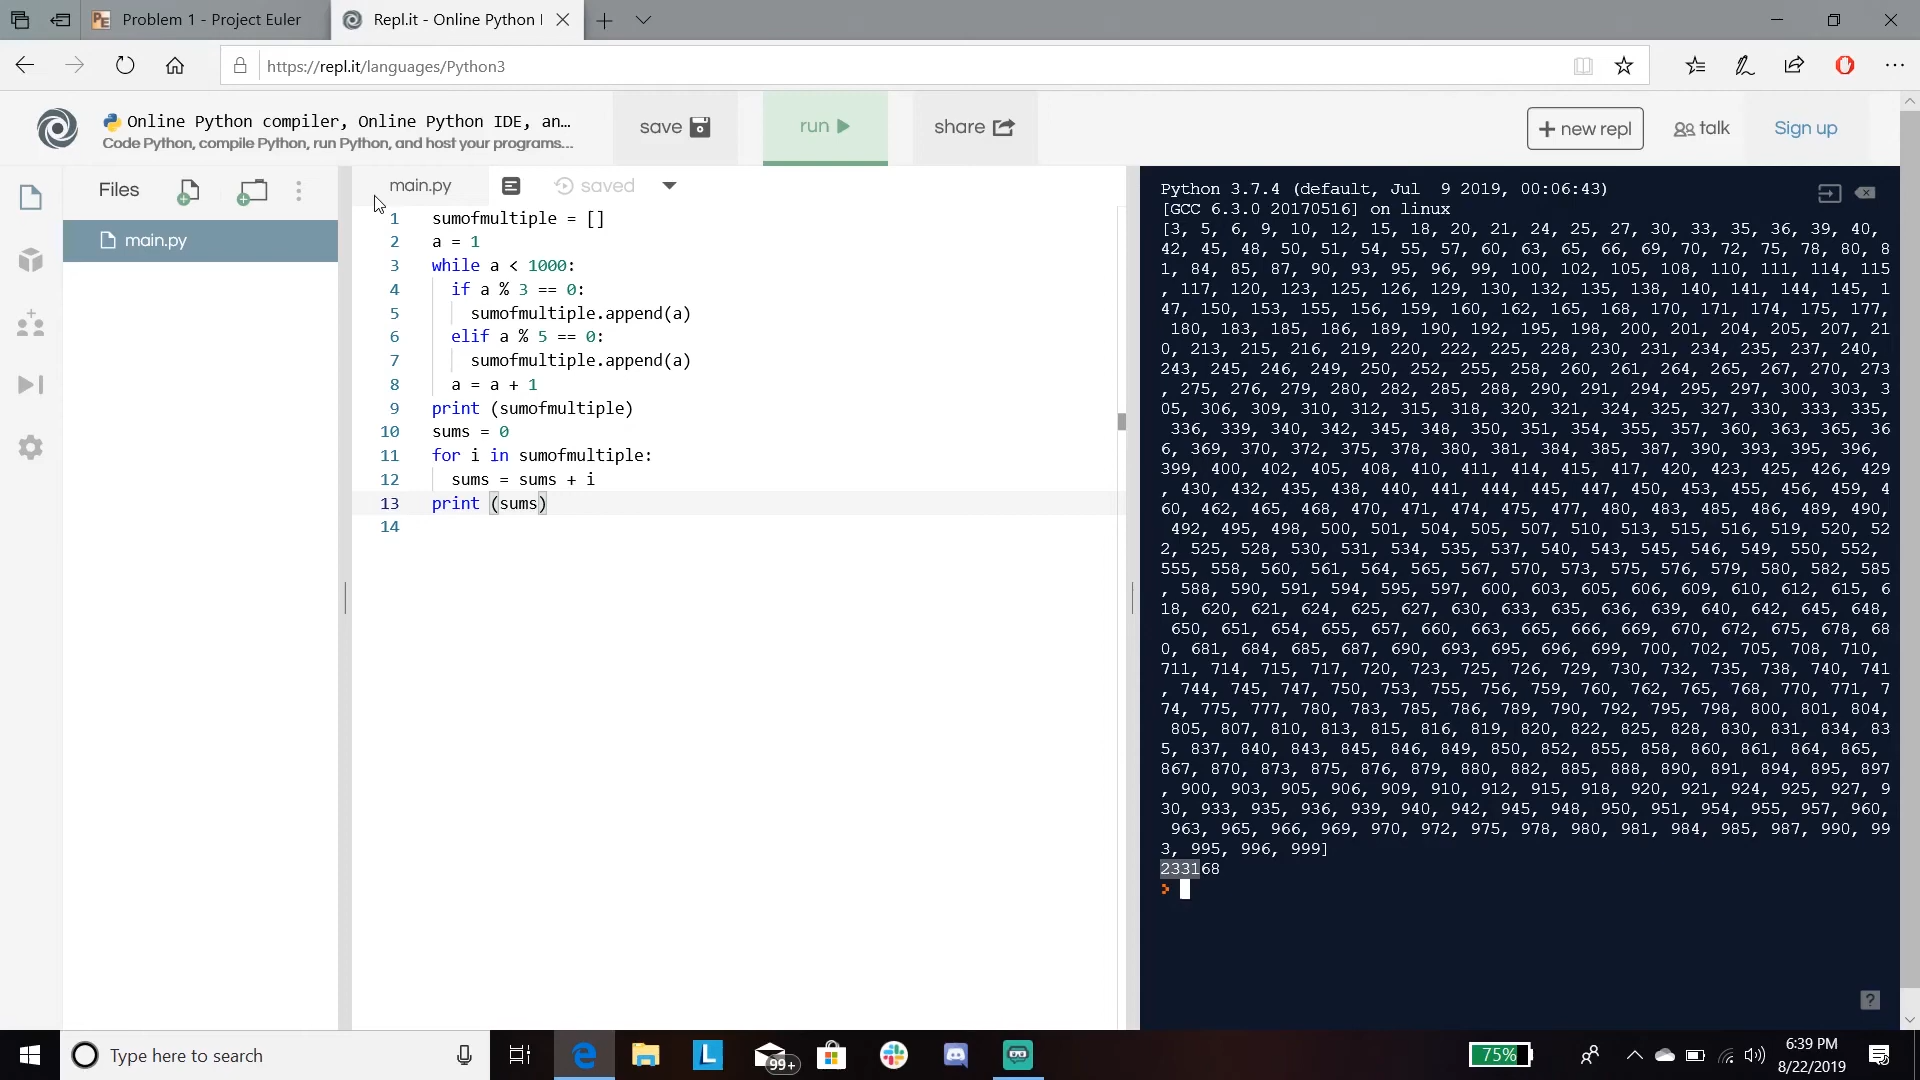 Problem 1 - Project Euler
Repl.it - Online Python
https://repl.it/languages/Python3
Online Python compiler, Online Python IDE, an...
Code Python, compile Python, run Python, and host your programs...
save
run
share
+ new repl
talk
Sign up
Files
main.py
main.py
saved
1 sumofmultiple = []
2 a = 1
3 while a < 1000:
4 if a % 3 == 0:
5 sumofmultiple.append(a)
6 elif a % 5 == 0:
7 sumofmultiple.append(a)
8 a = a + 1
9 print (sumofmultiple)
10 sums = 0
11 for i in sumofmultiple:
12 sums = sums + i
13 print (sums)
14
Python 3.7.4 (default, Jul  9 2019, 00:06:43)
[GCC 6.3.0 20170516] on linux
[3, 5, 6, 9, 10, 12, 15, 18, 20, 21, 24, 25, 27, 30, 33, 35, 36, 39, 40,
42, 45, 48, 50, 51, 54, 55, 57, 60, 63, 65, 66, 69, 70, 72, 75, 78, 80, 8
1, 84, 85, 87, 90, 93, 95, 96, 99, 100, 102, 105, 108, 110, 111, 114, 115
, 117, 120, 123, 125, 126, 129, 130, 132, 135, 138, 140, 141, 144, 145, 1
47, 150, 153, 155, 156, 159, 160, 162, 165, 168, 170, 171, 174, 175, 177,
180, 183, 185, 186, 189, 190, 192, 195, 198, 200, 201, 204, 205, 207, 21
0, 213, 215, 216, 219, 220, 222, 225, 228, 230, 231, 234, 235, 237, 240,
243, 245, 246, 249, 250, 252, 255, 258, 260, 261, 264, 265, 267, 270, 273
, 275, 276, 279, 280, 282, 285, 288, 290, 291, 294, 295, 297, 300, 303, 3
05, 306, 309, 310, 312, 315, 318, 320, 321, 324, 325, 327, 330, 333, 335,
336, 339, 340, 342, 345, 348, 350, 351, 354, 355, 357, 360, 363, 365, 36
6, 369, 370, 372, 375, 378, 380, 381, 384, 385, 387, 390, 393, 395, 396,
399, 400, 402, 405, 408, 410, 411, 414, 415, 417, 420, 423, 425, 426, 429
, 430, 432, 435, 438, 440, 441, 444, 445, 447, 450, 453, 455, 456, 459, 4
60, 462, 465, 468, 470, 471, 474, 475, 477, 480, 483, 485, 486, 489, 490,
492, 495, 498, 500, 501, 504, 505, 507, 510, 513, 515, 516, 519, 520, 52
2, 525, 528, 530, 531, 534, 535, 537, 540, 543, 545, 546, 549, 550, 552,
555, 558, 560, 561, 564, 565, 567, 570, 573, 575, 576, 579, 580, 582, 585
, 588, 590, 591, 594, 595, 597, 600, 603, 605, 606, 609, 610, 612, 615, 6
18, 620, 621, 624, 625, 627, 630, 633, 635, 636, 639, 640, 642, 645, 648,
650, 651, 654, 655, 657, 660, 663, 665, 666, 669, 670, 672, 675, 678, 68
0, 681, 684, 685, 687, 690, 693, 695, 696, 699, 700, 702, 705, 708, 710,
711, 714, 715, 717, 720, 723, 725, 726, 729, 730, 732, 735, 738, 740, 741
, 744, 745, 747, 750, 753, 755, 756, 759, 760, 762, 765, 768, 770, 771, 7
74, 775, 777, 780, 783, 785, 786, 789, 790, 792, 795, 798, 800, 801, 804,
805, 807, 810, 813, 815, 816, 819, 820, 822, 825, 828, 830, 831, 834, 83
5, 837, 840, 843, 845, 846, 849, 850, 852, 855, 858, 860, 861, 864, 865,
867, 870, 873, 875, 876, 879, 880, 882, 885, 888, 890, 891, 894, 895, 897
, 900, 903, 905, 906, 909, 910, 912, 915, 918, 920, 921, 924, 925, 927, 9
30, 933, 935, 936, 939, 940, 942, 945, 948, 950, 951, 954, 955, 957, 960,
963, 965, 966, 969, 970, 972, 975, 978, 980, 981, 984, 985, 987, 990, 99
3, 995, 996, 999]
233168
>
?
Type here to search
L
99+
75%
6:39 PM
8/22/2019